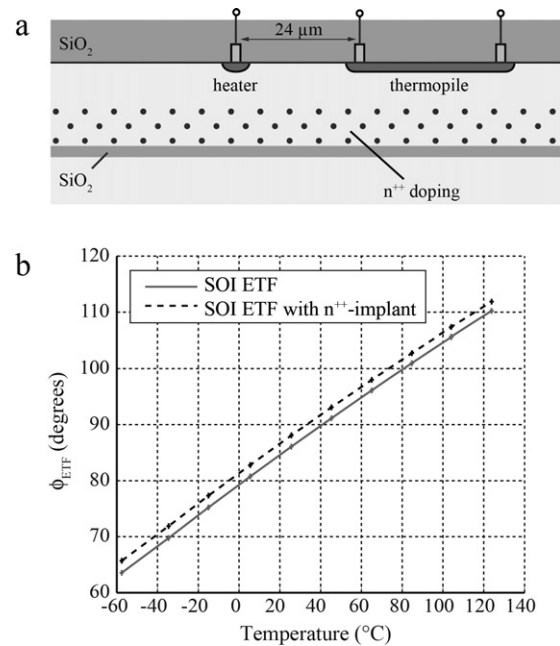 a
24 µm
SiO₂
heater
thermopile
SiO₂
n⁺⁺ doping
b
SOI ETF
SOI ETF with n⁺⁺-implant
120
110
100
90
80
70
60
ϕ_ETF (degrees)
-60 -40 -20 0 20 40 60 80 100 120 140
Temperature (°C)